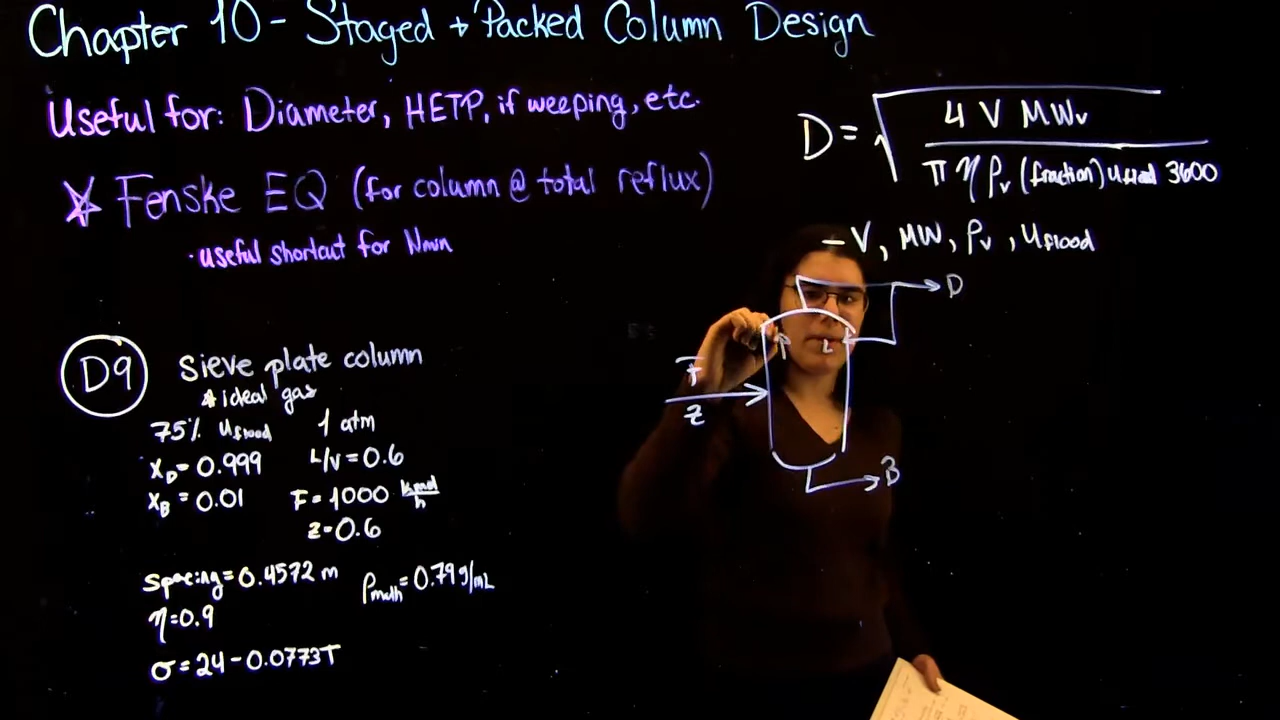 Chapter 10 - Staged + Packed Column Design
Useful for: Diameter, HETP, if weeping, etc.
☆ Fenske EQ (for column @ total reflux)
· useful shortcut for Nmin
D = √ 4 V MWv / π η ρv (fraction) uflood 3600
– V, MW, ρv, uflood
D9
Sieve plate column
* ideal gas
75% uflood 1 atm
xD = 0.999 L/V = 0.6
xB = 0.01 F = 1000 kmol/h
z = 0.6
spacing = 0.4572 m ρmeth = 0.79 g/mL
η = 0.9
σ = 24 - 0.0773T
D
L
F
z
B